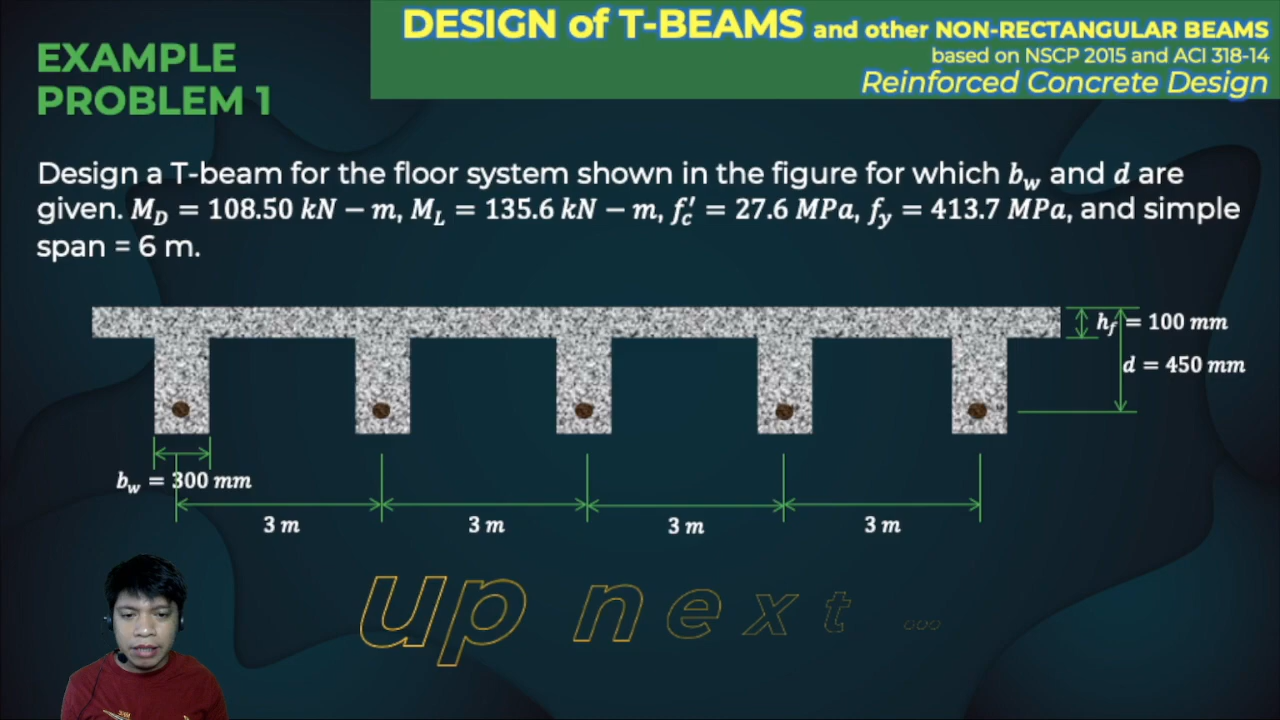 DESIGN of T-BEAMS and other NON-RECTANGULAR BEAMS
based on NSCP 2015 and ACI 318-14
Reinforced Concrete Design
EXAMPLE
PROBLEM 1
Design a T-beam for the floor system shown in the figure for which b_w and d are
given. M_D = 108.50 kN − m, M_L = 135.6 kN − m, f_c′ = 27.6 MPa, f_y = 413.7 MPa, and simple
span = 6 m.
h_f = 100 mm
d = 450 mm
b_w = 300 mm
3 m 3 m 3 m 3 m
up next ...